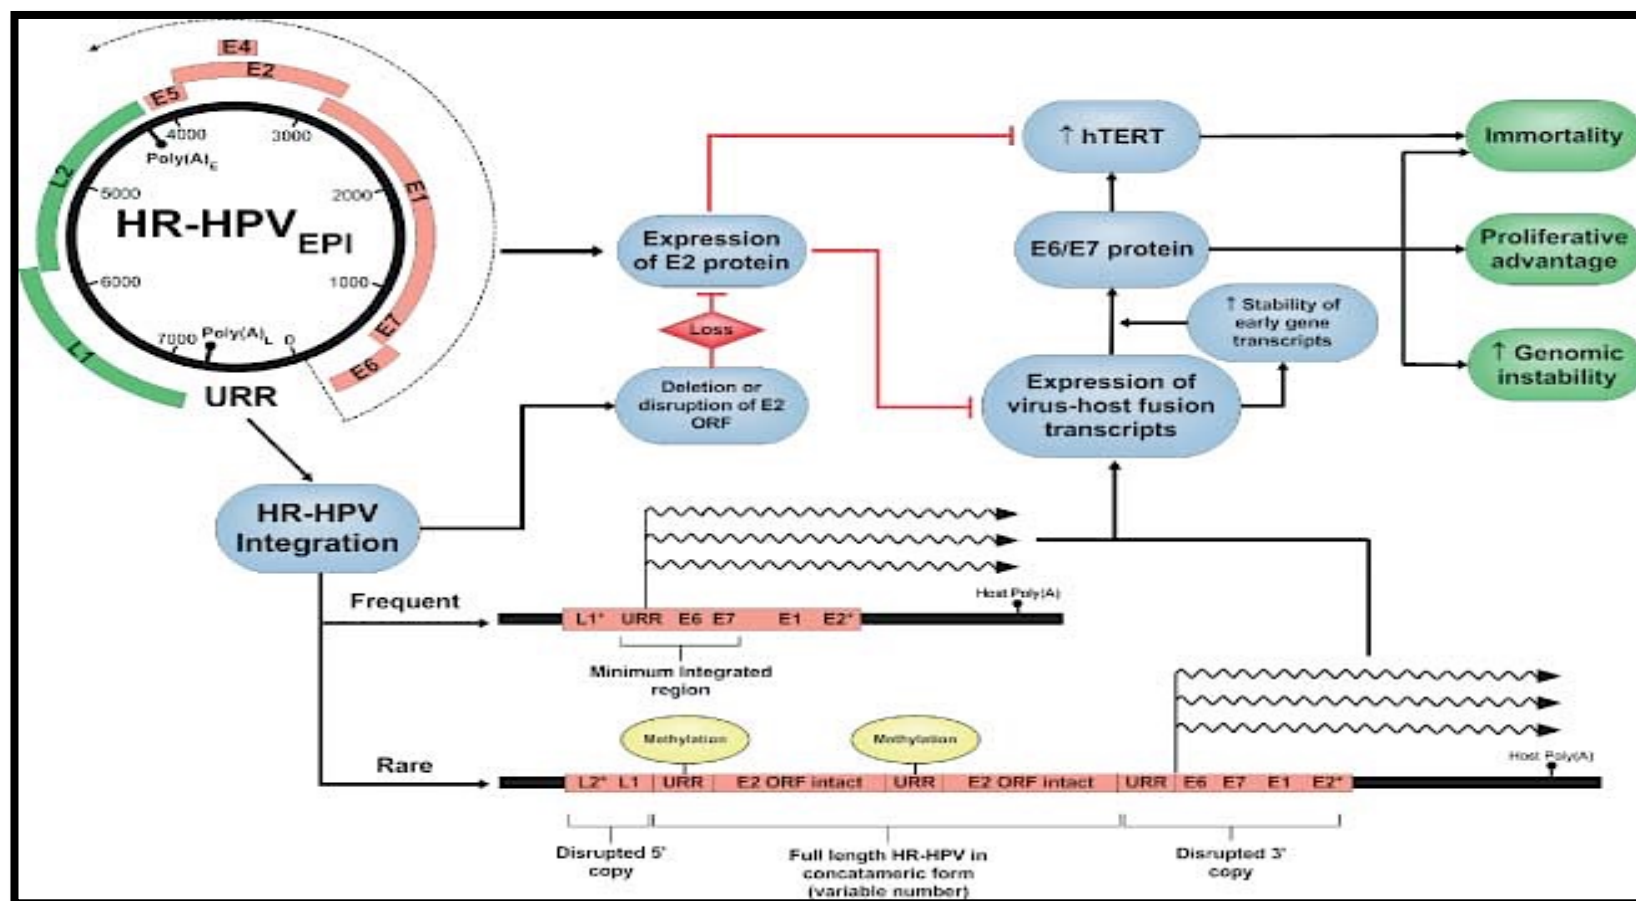 E4
E2
E5
4000
3000
Poly(A)E
L2
5000
2000
E1
HR-HPV EPI
6000
1000
7000
Poly(A)L
0
E7
E6
L1
URR
HR-HPV
Integration
Expression
of E2 protein
Loss
Deletion or
disruption of E2
ORF
↑ hTERT
E6/E7 protein
↑ Stability of
early gene
transcripts
Expression of
virus-host fusion
transcripts
Immortality
Proliferative
advantage
↑ Genomic
instability
Frequent
Host Poly(A)
L1* URR E6 E7 E1 E2*
Minimum Integrated
region
Methylation
Methylation
Rare
Host Poly(A)
L2* L1 URR E2 ORF intact URR E2 ORF intact URR E6 E7 E1 E2*
Disrupted 5'
copy
Full length HR-HPV in
concatameric form
(variable number)
Disrupted 3'
copy